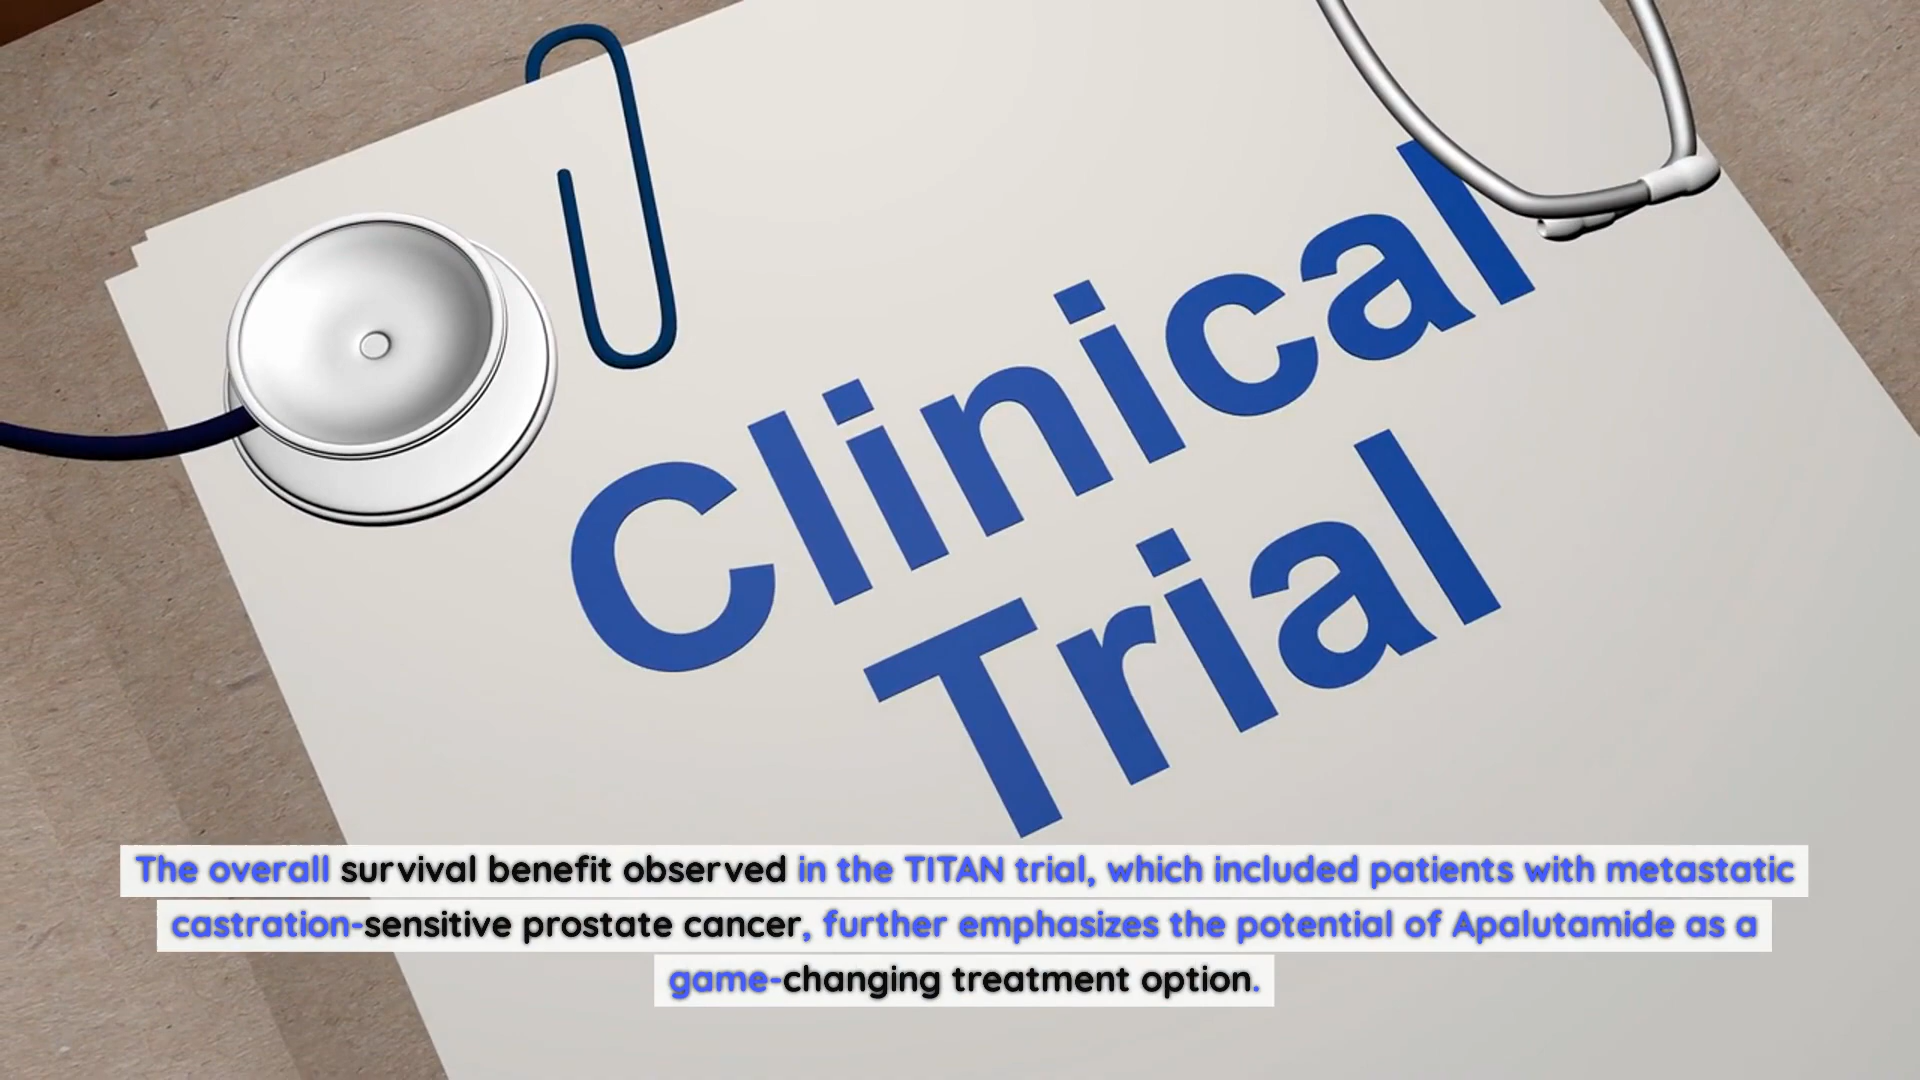 Clinical
Trial
The overall survival benefit observed in the TITAN trial, which included patients with metastatic
castration-sensitive prostate cancer, further emphasizes the potential of Apalutamide as a
game-changing treatment option.